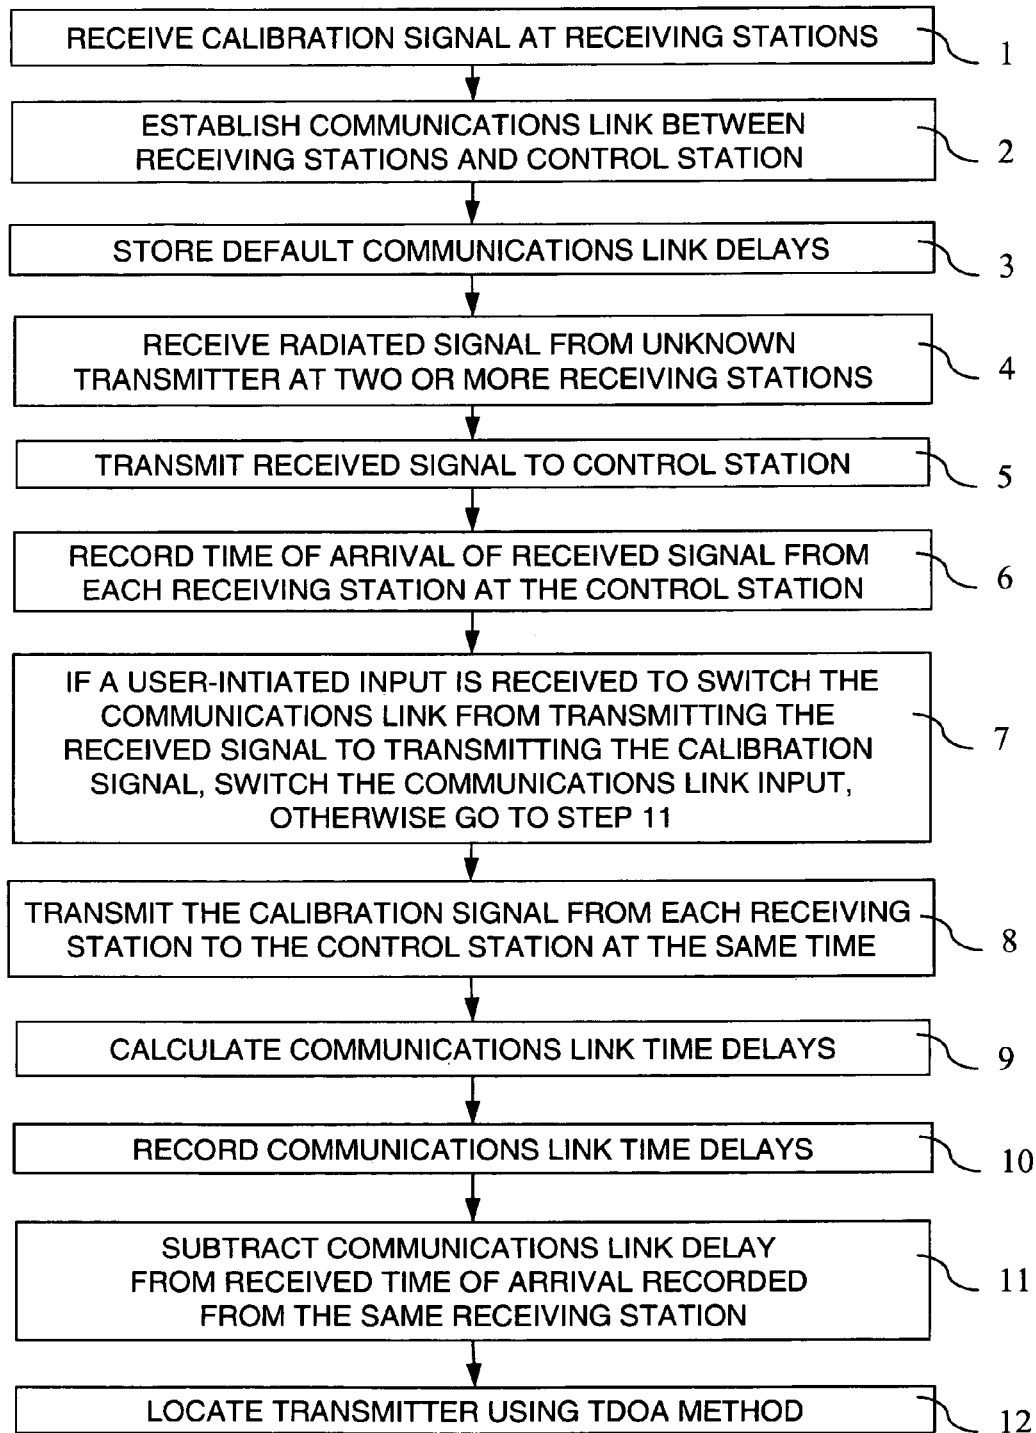 RECEIVE CALIBRATION SIGNAL AT RECEIVING STATIONS
1
ESTABLISH COMMUNICATIONS LINK BETWEEN
RECEIVING STATIONS AND CONTROL STATION
2
STORE DEFAULT COMMUNICATIONS LINK DELAYS
3
RECEIVE RADIATED SIGNAL FROM UNKNOWN
TRANSMITTER AT TWO OR MORE RECEIVING STATIONS
4
TRANSMIT RECEIVED SIGNAL TO CONTROL STATION
5
RECORD TIME OF ARRIVAL OF RECEIVED SIGNAL FROM
EACH RECEIVING STATION AT THE CONTROL STATION
6
IF A USER-INTIATED INPUT IS RECEIVED TO SWITCH THE
COMMUNICATIONS LINK FROM TRANSMITTING THE
RECEIVED SIGNAL TO TRANSMITTING THE CALIBRATION
SIGNAL, SWITCH THE COMMUNICATIONS LINK INPUT,
OTHERWISE GO TO STEP 11
7
TRANSMIT THE CALIBRATION SIGNAL FROM EACH RECEIVING
STATION TO THE CONTROL STATION AT THE SAME TIME
8
CALCULATE COMMUNICATIONS LINK TIME DELAYS
9
RECORD COMMUNICATIONS LINK TIME DELAYS
10
SUBTRACT COMMUNICATIONS LINK DELAY
FROM RECEIVED TIME OF ARRIVAL RECORDED
FROM THE SAME RECEIVING STATION
11
LOCATE TRANSMITTER USING TDOA METHOD
12